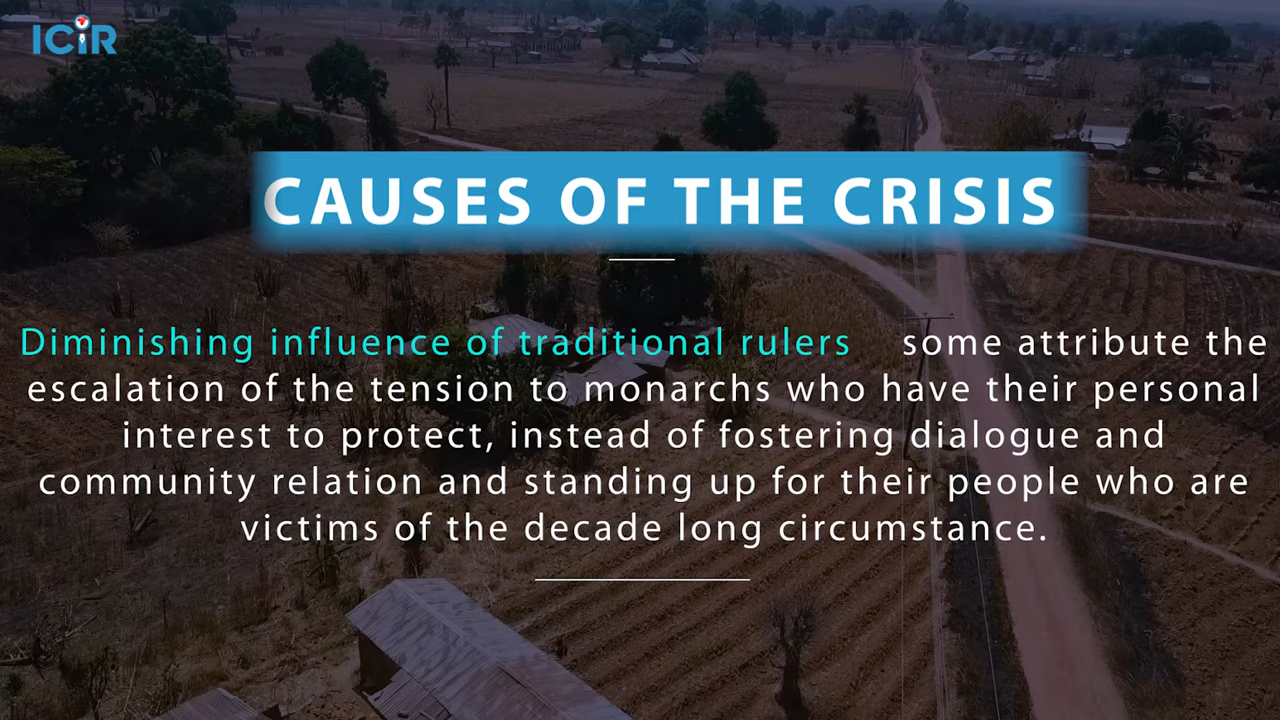 ICIR
CAUSES OF THE CRISIS
Diminishing influence of traditional rulers some attribute the
escalation of the tension to monarchs who have their personal
interest to protect, instead of fostering dialogue and
community relation and standing up for their people who are
victims of the decade long circumstance.